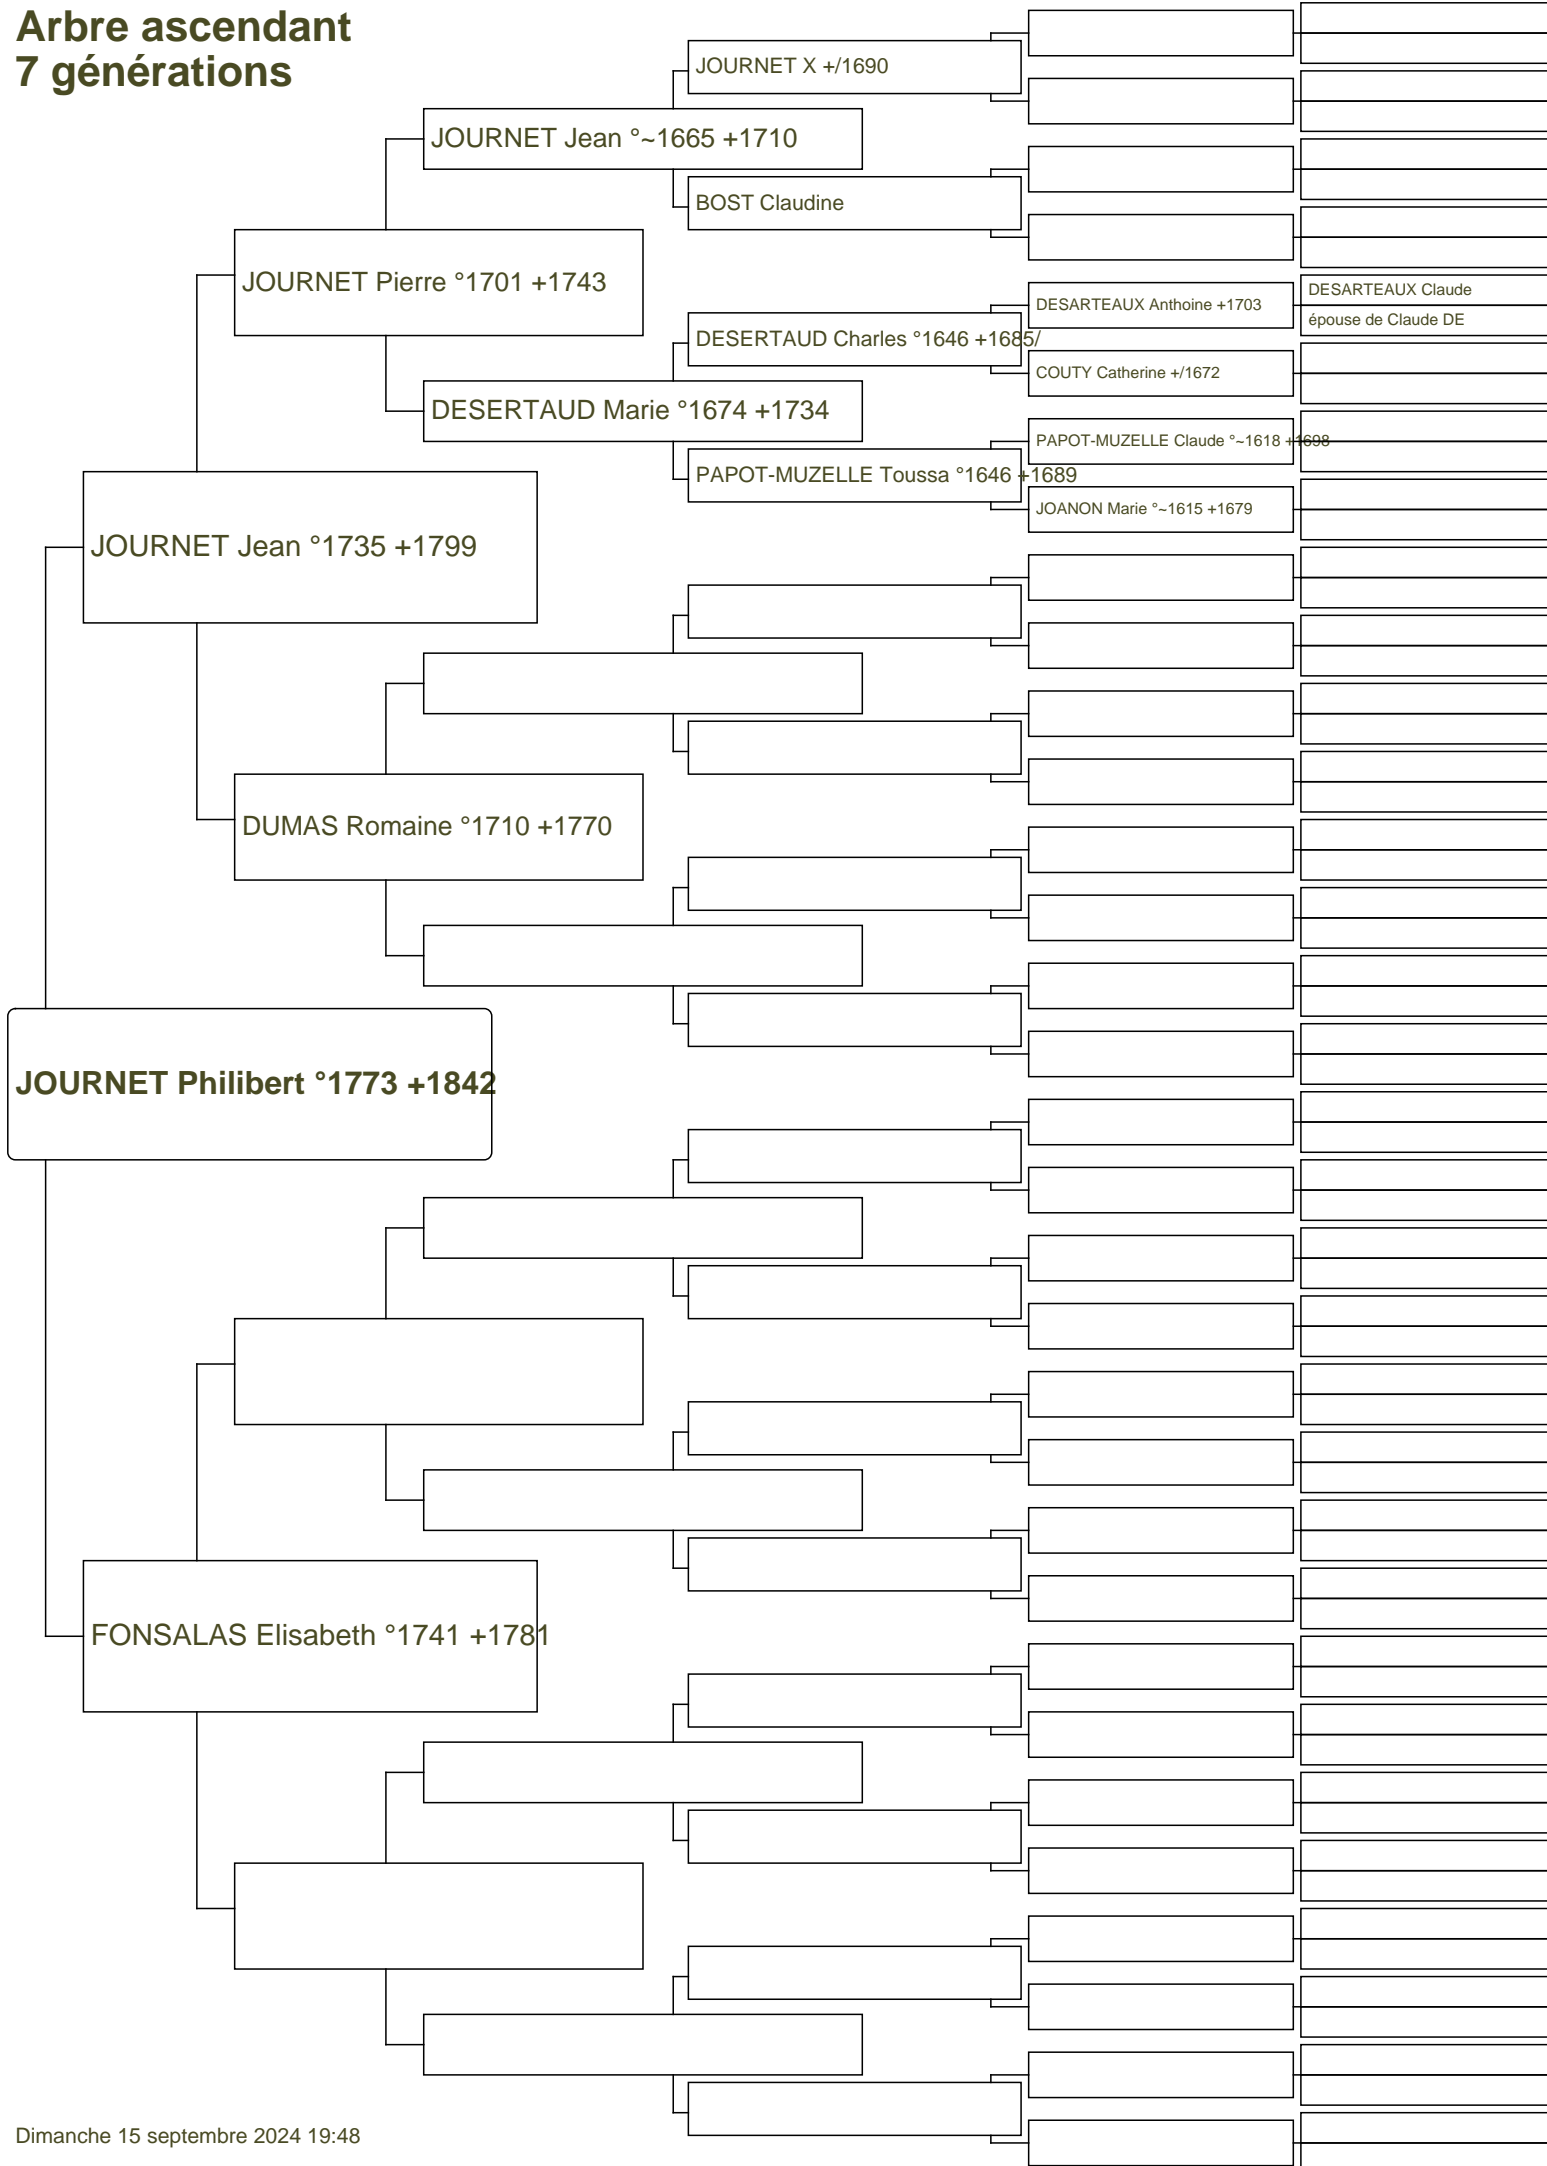 Arbre ascendant
7 générations
JOURNET X +/1690
JOURNET Jean °~1665 +1710
BOST Claudine
JOURNET Pierre °1701 +1743
DESARTEAUX Claude
DESARTEAUX Anthoine +1703
épouse de Claude DE
DESERTAUD Charles °1646 +1685/
COUTY Catherine +/1672
DESERTAUD Marie °1674 +1734
PAPOT-MUZELLE Claude °~1618 +1698
PAPOT-MUZELLE Toussa °1646 +1689
JOANON Marie °~1615 +1679
JOURNET Jean °1735 +1799
DUMAS Romaine °1710 +1770
JOURNET Philibert °1773 +1842
FONSALAS Elisabeth °1741 +1781
Dimanche 15 septembre 2024 19:48